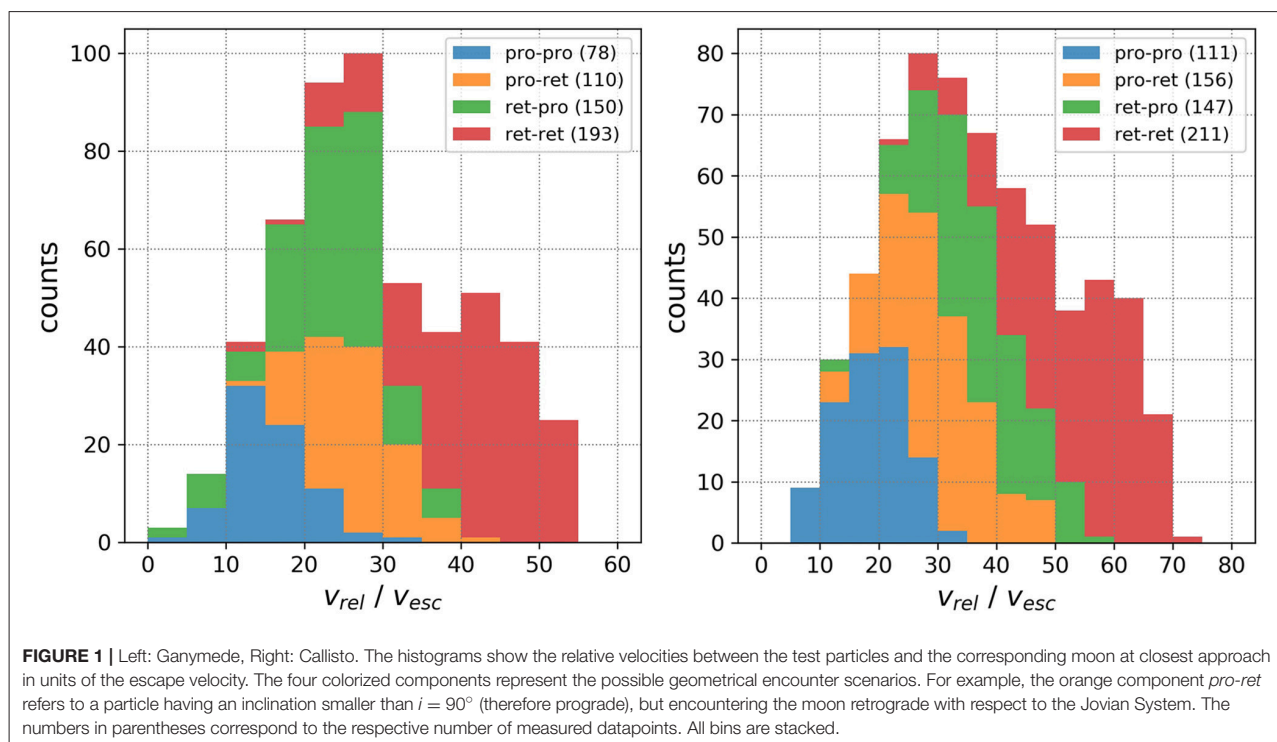 100
80
60
40
20
0
counts
0 10 20 30 40 50 60
v_rel / v_esc
pro-pro (78)
pro-ret (110)
ret-pro (150)
ret-ret (193)
80
70
60
50
40
30
20
10
0
counts
0 10 20 30 40 50 60 70 80
v_rel / v_esc
pro-pro (111)
pro-ret (156)
ret-pro (147)
ret-ret (211)
FIGURE 1 | Left: Ganymede, Right: Callisto. The histograms show the relative velocities between the test particles and the corresponding moon at closest approach
in units of the escape velocity. The four colorized components represent the possible geometrical encounter scenarios. For example, the orange component pro-ret
refers to a particle having an inclination smaller than i = 90° (therefore prograde), but encountering the moon retrograde with respect to the Jovian System. The
numbers in parentheses correspond to the respective number of measured datapoints. All bins are stacked.